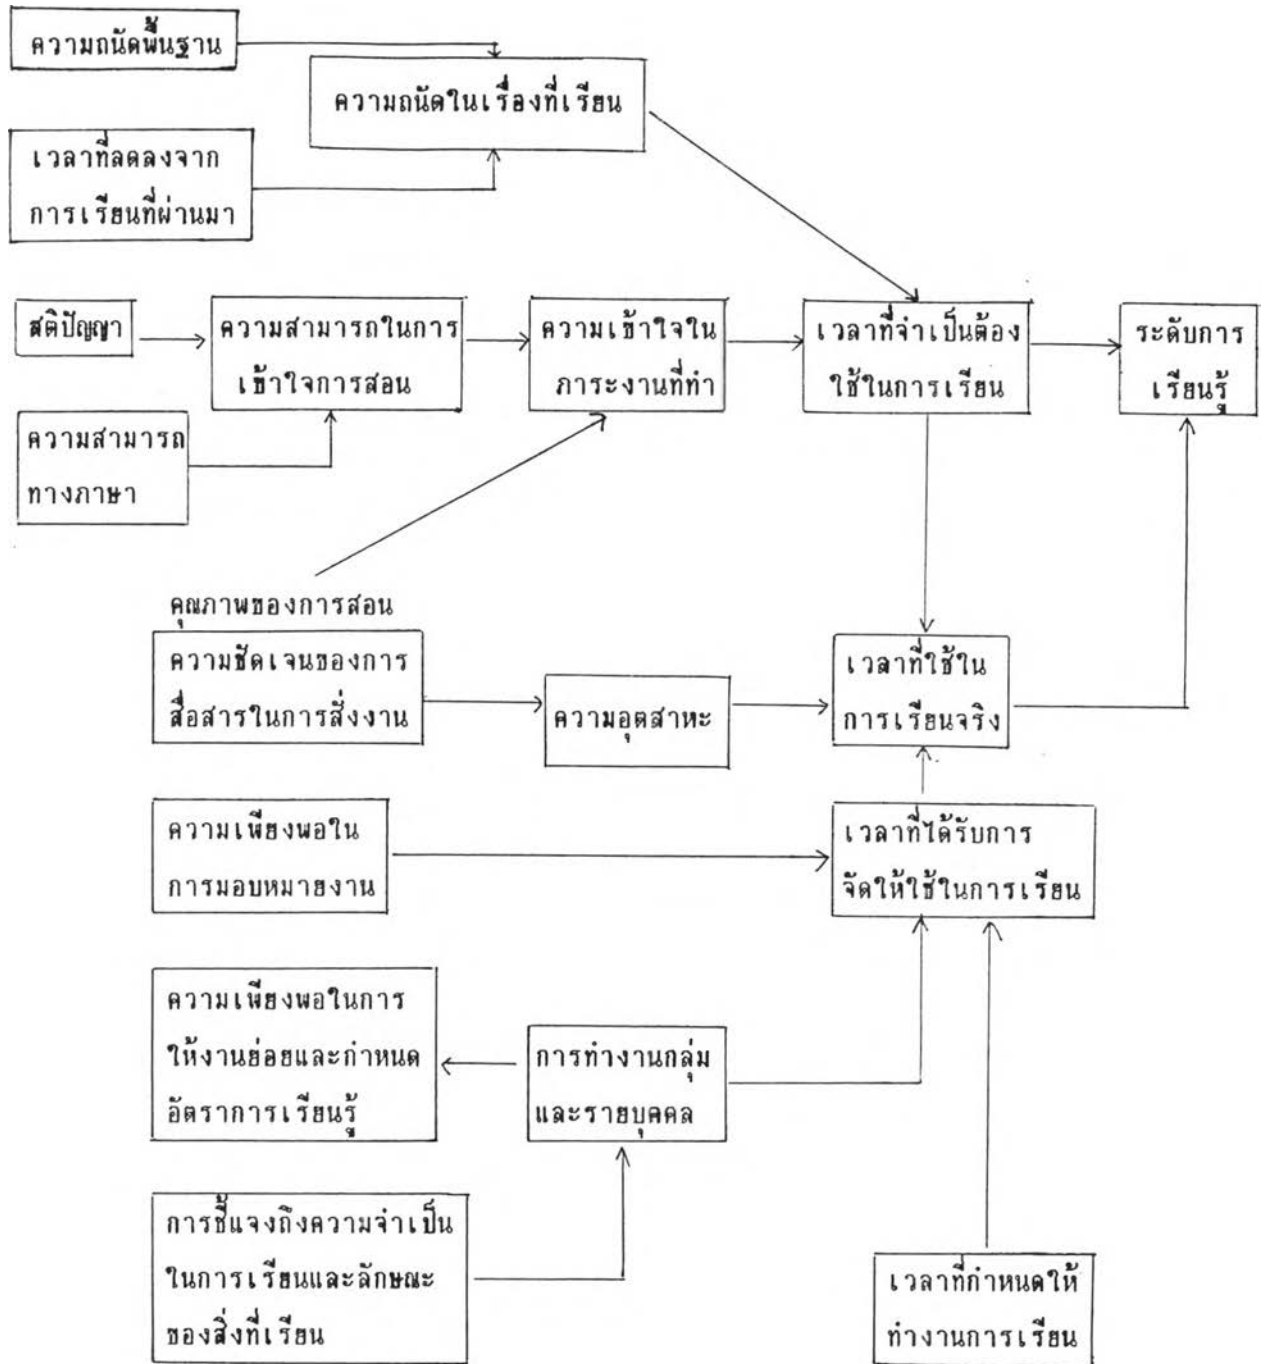 ความถนัดพื้นฐาน
ความถนัดในเรื่องที่เรียน
เวลาที่ลดลงจาก
การเรียนที่ผ่านมา
สติปัญญา
ความสามารถในการ
เข้าใจการสอน
ความเข้าใจใน
ภาระงานที่ทำ
เวลาที่จำเป็นต้อง
ใช้ในการเรียน
ระดับการ
เรียนรู้
ความสามารถ
ทางภาษา
คุณภาพของการสอน
ความชัดเจนของการ
สื่อสารในการสั่งงาน
ความอุตสาหะ
เวลาที่ใช้ใน
การเรียนจริง
ความเพียงพอใน
การมอบหมายงาน
เวลาที่ได้รับการ
จัดให้ใช้ในการเรียน
ความเพียงพอในการ
ให้งานย่อยและกำหนด
อัตราการเรียนรู้
การทำงานกลุ่ม
และรายบุคคล
การชี้แจงถึงความจำเป็น
ในการเรียนและลักษณะ
ของสิ่งที่เรียน
เวลาที่กำหนดให้
ทำงานการเรียน